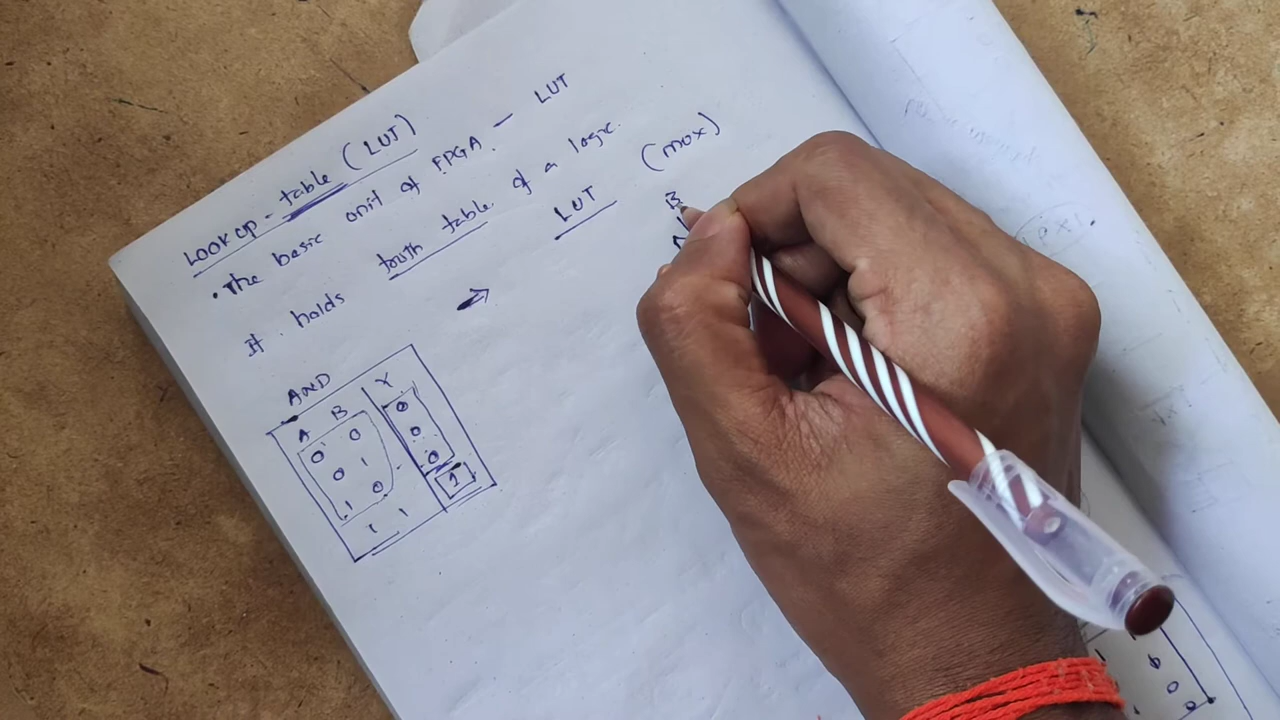 Look up - table (LUT)
• The basic unit of FPGA. — LUT
It holds truth table of a logic.
→ LUT (mux)
B
AND
A B Y
0 0 0
0 1 0
1 0 0
1 1 1